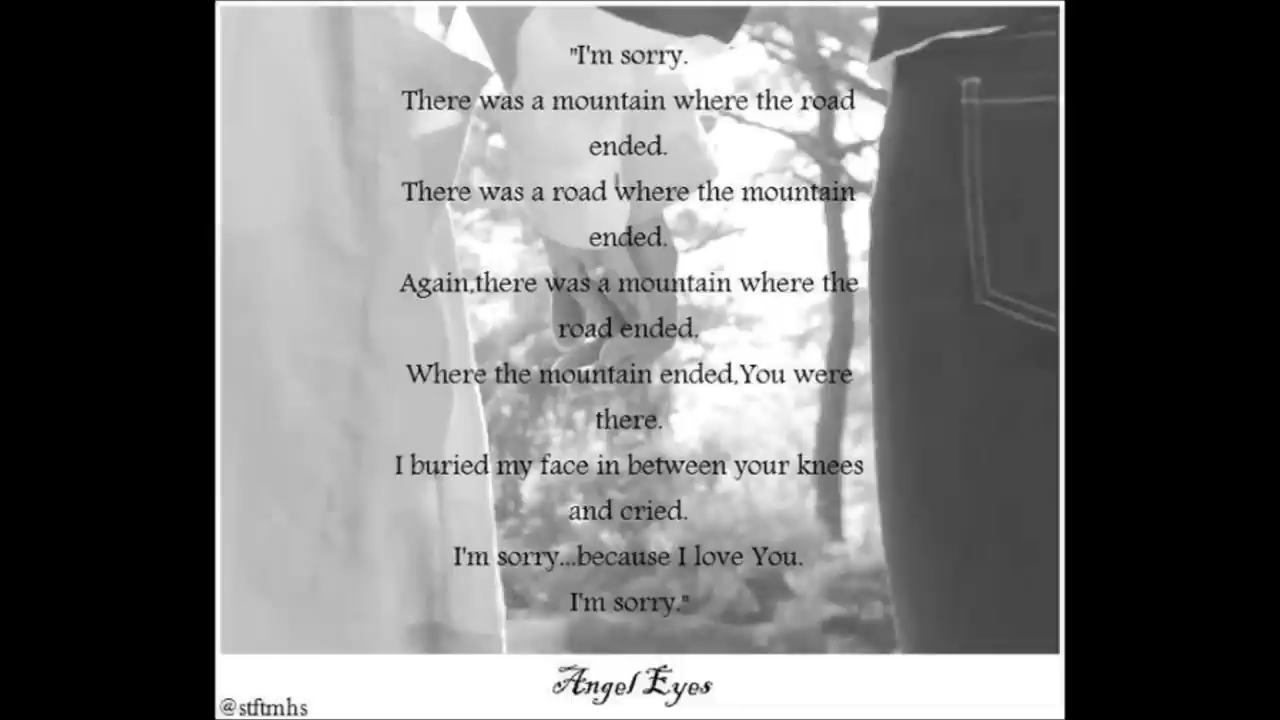 "I'm sorry.
There was a mountain where the road
ended.
There was a road where the mountain
ended.
Again,there was a mountain where the
road ended.
Where the mountain ended,You were
there.
I buried my face in between your knees
and cried.
I'm sorry...because I love You.
I'm sorry."
Angel Eyes
@stftmhs